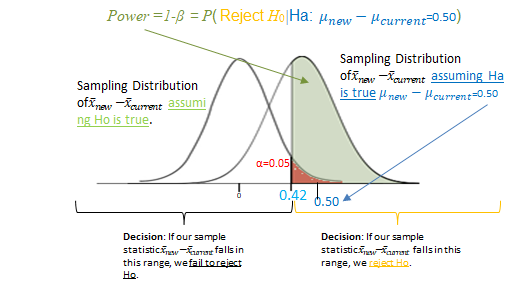 Power =1-β = P( Reject H₀|Ha: μₙₑw − μcurrent=0.50)
Sampling Distribution
of x̄new −x̄current assumi
ng Ho is true.
Sampling Distribution
of x̄new −x̄current assuming Ha
is true μnew − μcurrent=0.50
α=0.05
0
0.42
0.50
Decision: If our sample
statistic x̄new−x̄current falls in
this range, we fail to reject
Ho.
Decision: If our sample
statistic x̄new−x̄current falls in this
range, we reject Ho.